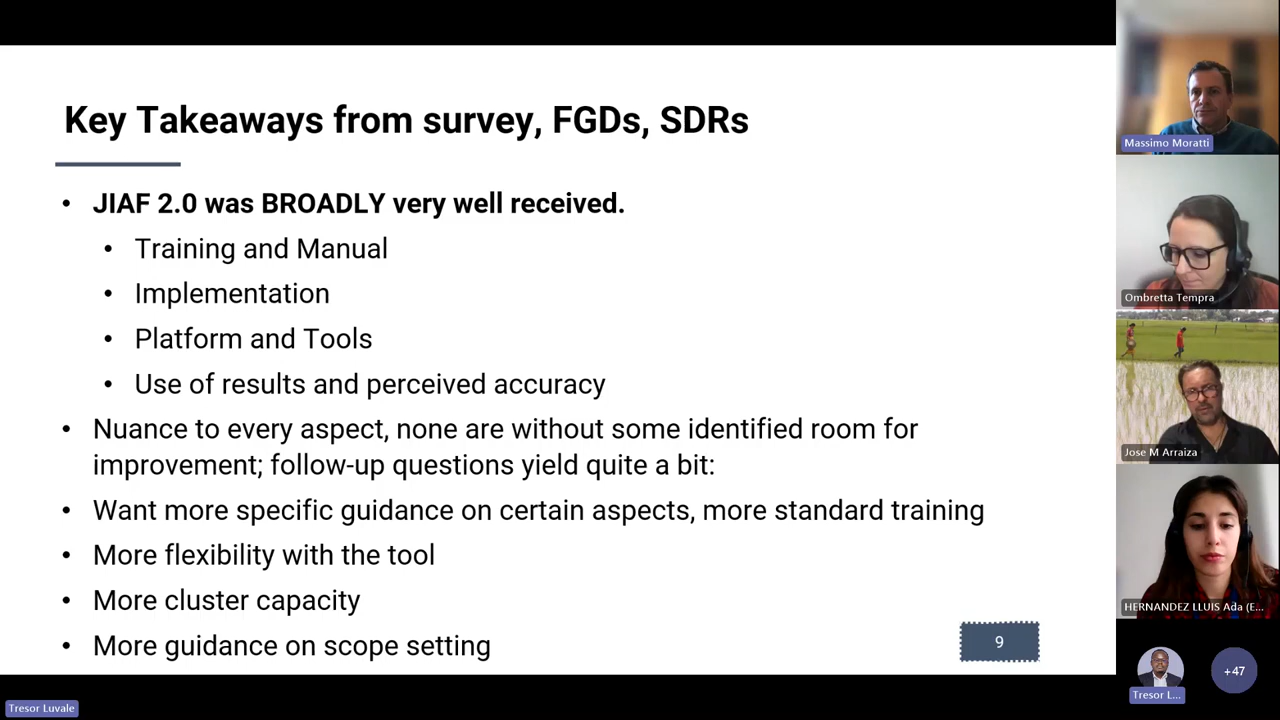 Key Takeaways from survey, FGDs, SDRs
• JIAF 2.0 was BROADLY very well received.
• Training and Manual
• Implementation
• Platform and Tools
• Use of results and perceived accuracy
• Nuance to every aspect, none are without some identified room for
improvement; follow-up questions yield quite a bit:
• Want more specific guidance on certain aspects, more standard training
• More flexibility with the tool
• More cluster capacity
• More guidance on scope setting
9
Massimo Moratti
Ombretta Tempra
Jose M Arraiza
HERNANDEZ LLUIS Ada (E...
Tresor L...
+47
Tresor Luvale